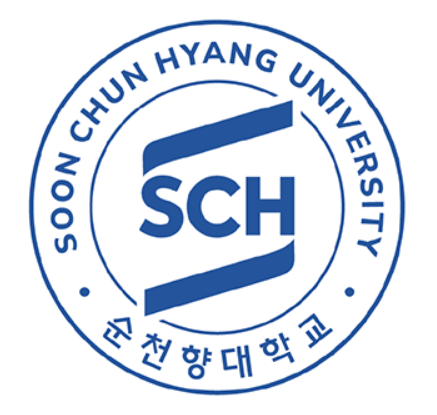 SOON CHUN HYANG UNIVERSITY
SCH
순천향대학교